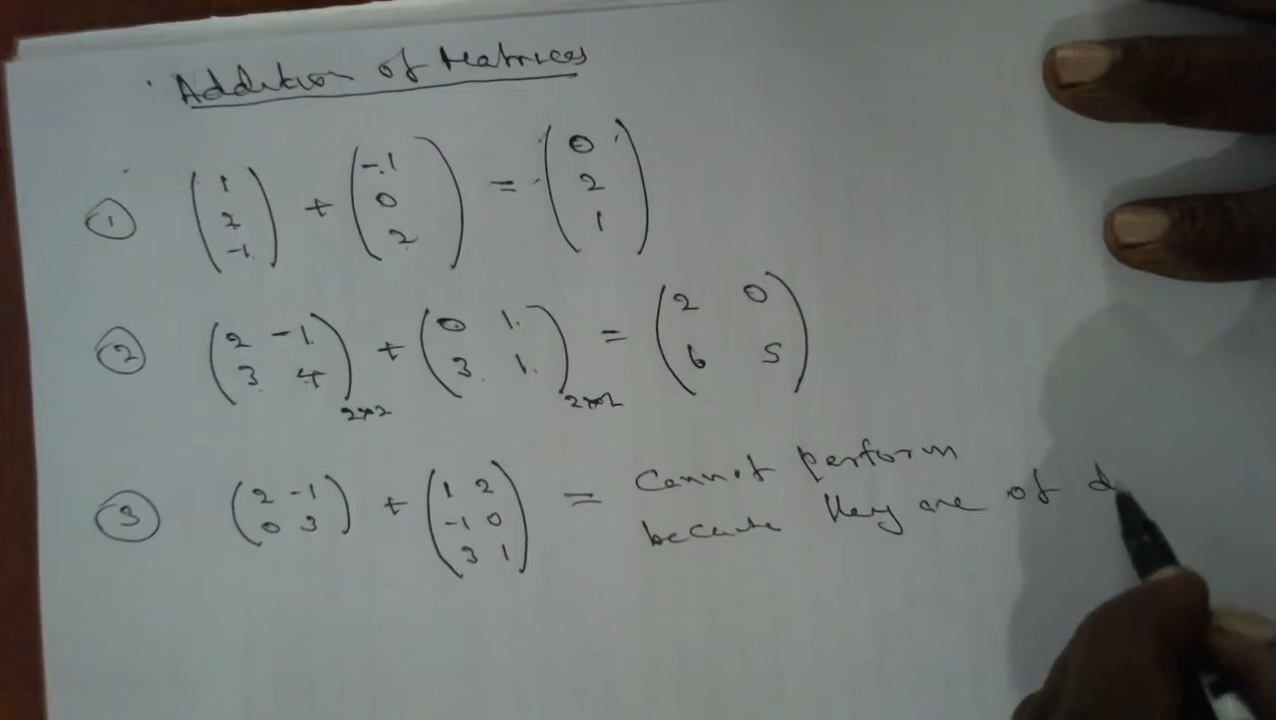 Addition of Matrices
① (1 2 -1) + (-1 0 2) = (0 2 1)
② (2 -1 3 4)2×2 + (0 1 3 1)2×2 = (2 0 6 5)
③ (2 -1 0 3) + (1 2 -1 0 3 1) = Cannot perform
because they are of d